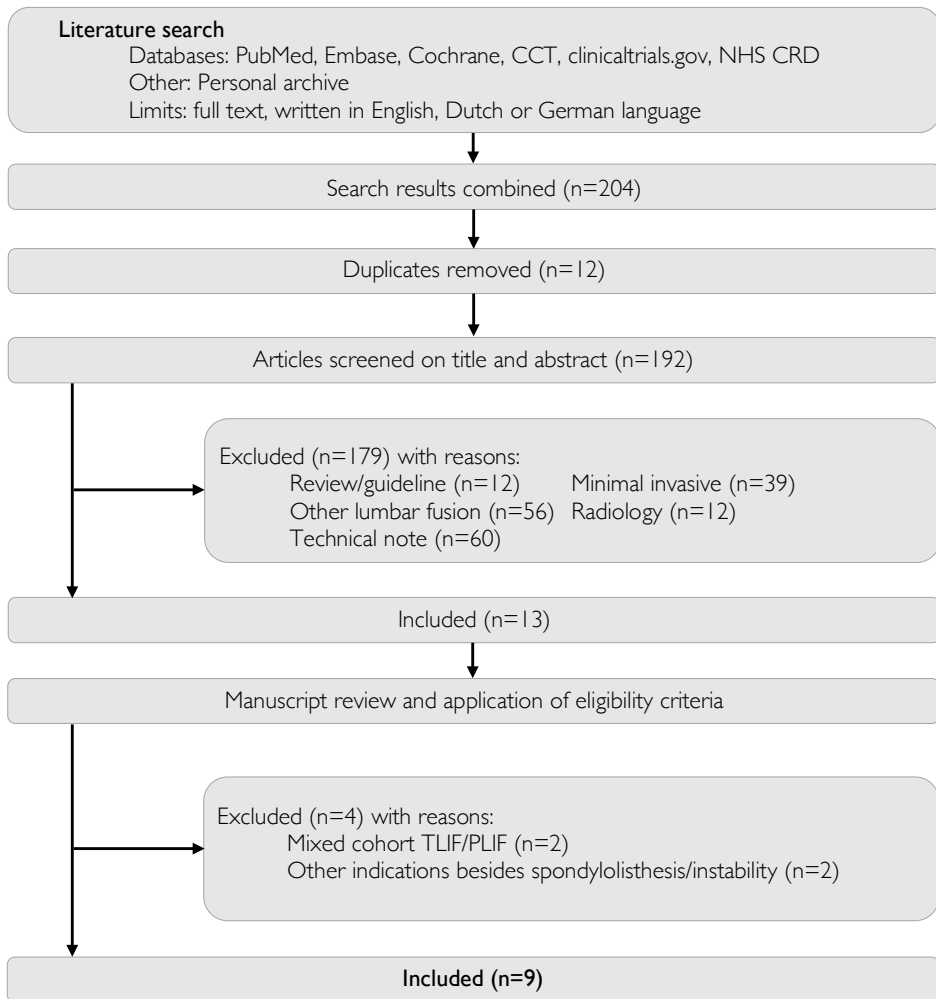 Literature search
Databases: PubMed, Embase, Cochrane, CCT, clinicaltrials.gov, NHS CRD
Other: Personal archive
Limits: full text, written in English, Dutch or German language
Search results combined (n=204)
Duplicates removed (n=12)
Articles screened on title and abstract (n=192)
Excluded (n=179) with reasons:
Review/guideline (n=12) Minimal invasive (n=39)
Other lumbar fusion (n=56) Radiology (n=12)
Technical note (n=60)
Included (n=13)
Manuscript review and application of eligibility criteria
Excluded (n=4) with reasons:
Mixed cohort TLIF/PLIF (n=2)
Other indications besides spondylolisthesis/instability (n=2)
Included (n=9)